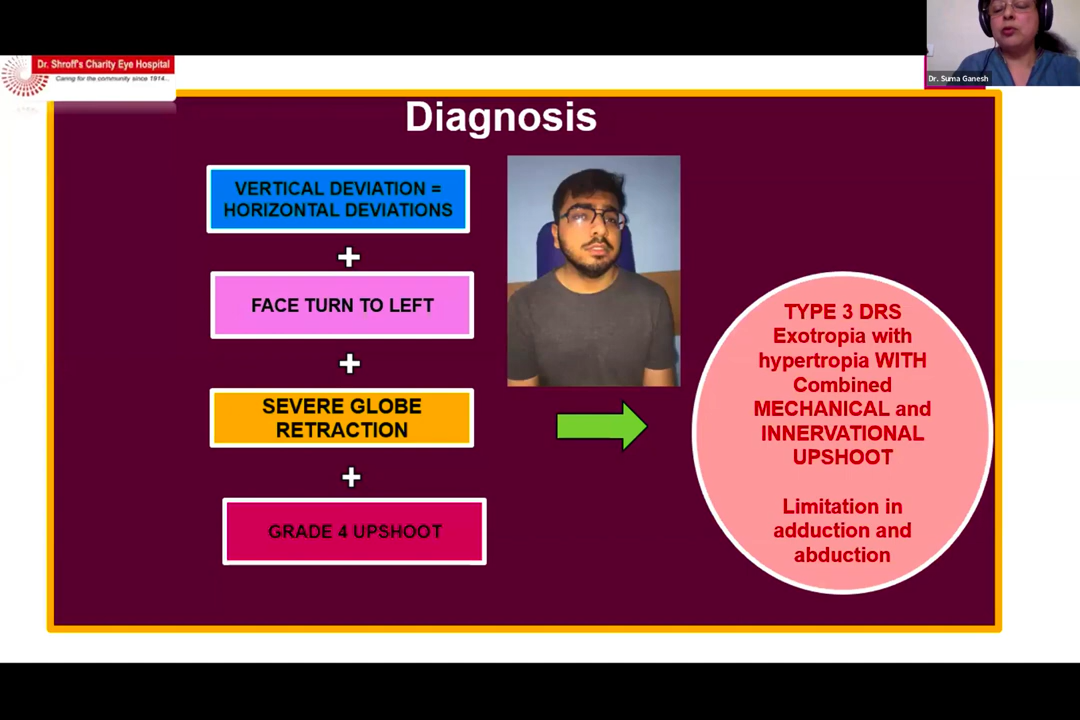 Dr. Shroff's Charity Eye Hospital
Caring for the community since 1914...
Dr. Suma Ganesh
Diagnosis
VERTICAL DEVIATION =
HORIZONTAL DEVIATIONS
+
FACE TURN TO LEFT
+
SEVERE GLOBE
RETRACTION
+
GRADE 4 UPSHOOT
TYPE 3 DRS
Exotropia with
hypertropia WITH
Combined
MECHANICAL and
INNERVATIONAL
UPSHOOT
Limitation in
adduction and
abduction